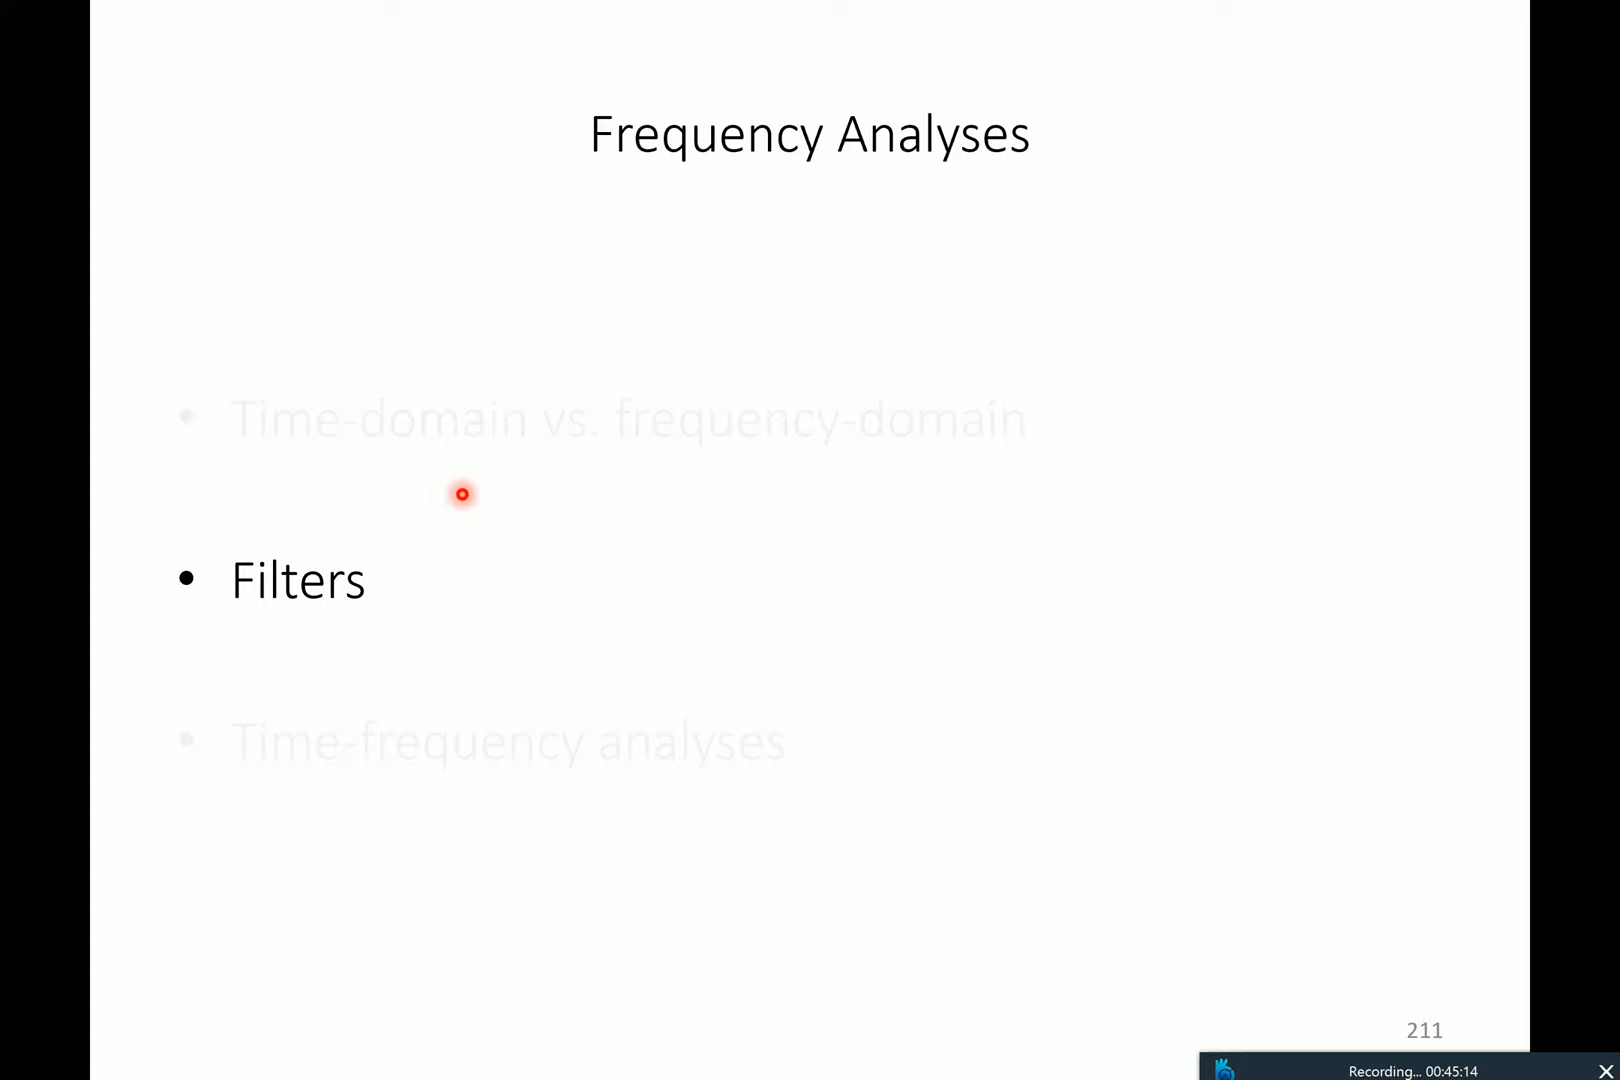 Frequency Analyses
• Time-domain vs. frequency-domain
• Filters
• Time-frequency analyses
211
Recording... 00:45:14